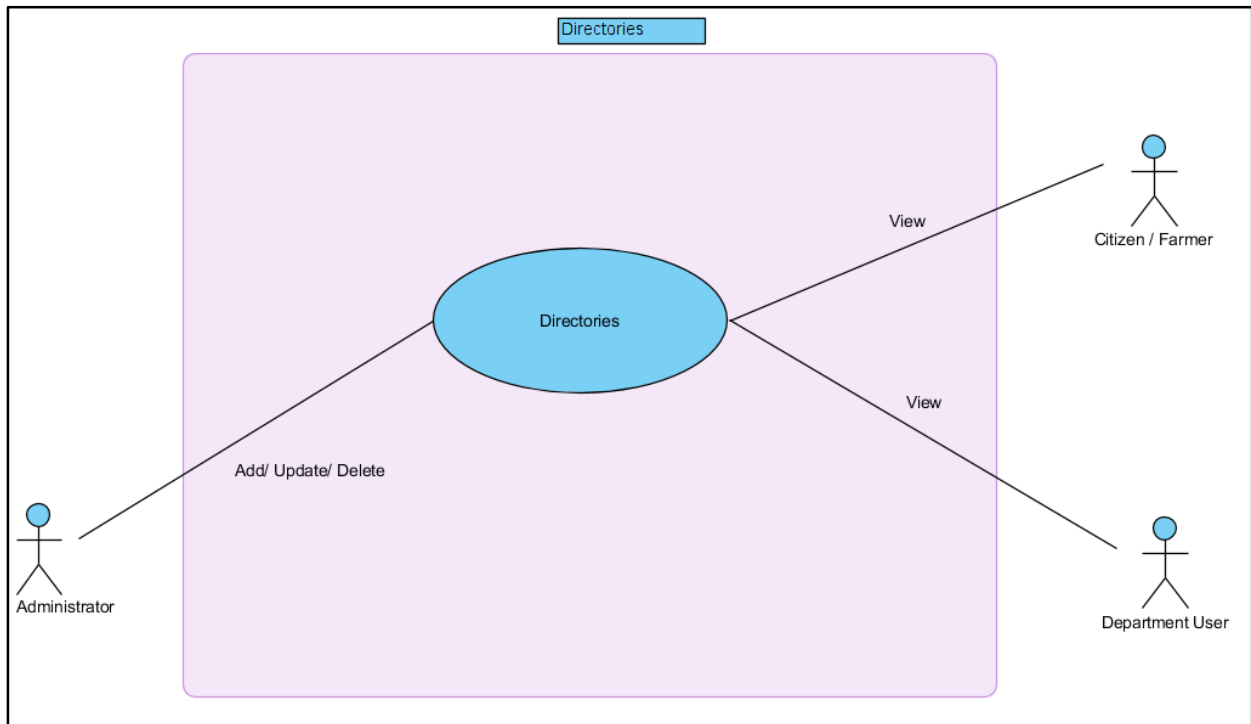 Directories
View
Citizen / Farmer
Directories
View
Add/ Update/ Delete
Administrator
Department User